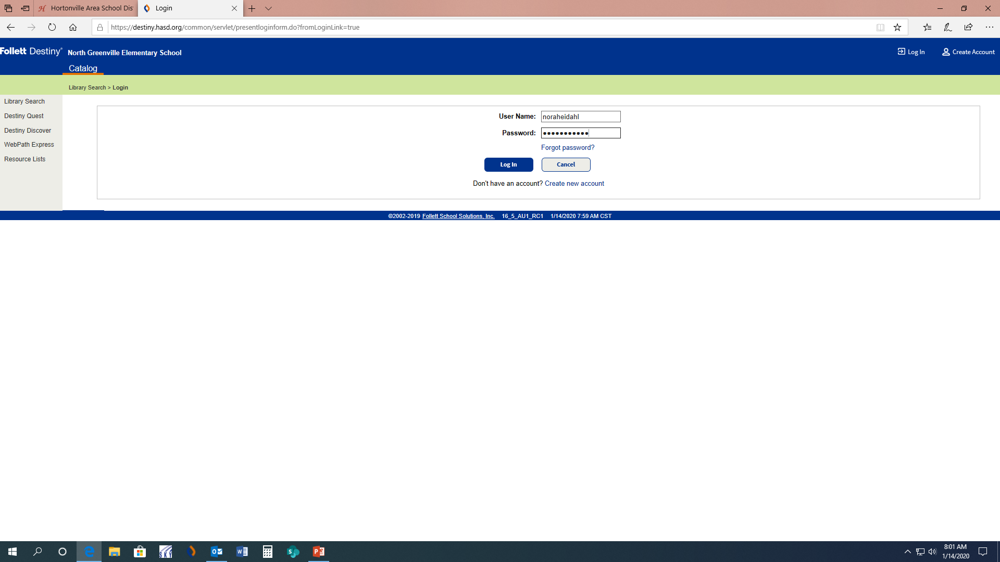 Hortonville Area School Dis
Login
https://destiny.hasd.org/common/servlet/presentloginform.do?fromLoginLink=true
Follett Destiny
North Greenville Elementary School
Log In
Create Account
Catalog
Library Search > Login
Library Search
Destiny Quest
Destiny Discover
WebPath Express
Resource Lists
User Name: noraheidahl
Password: •••••••••••
Forgot password?
Log In
Cancel
Don't have an account? Create new account
©2002-2019 Follett School Solutions, Inc. 16_5_AU1_RC1 1/14/2020 7:59 AM CST
SKY
8:01 AM
1/14/2020